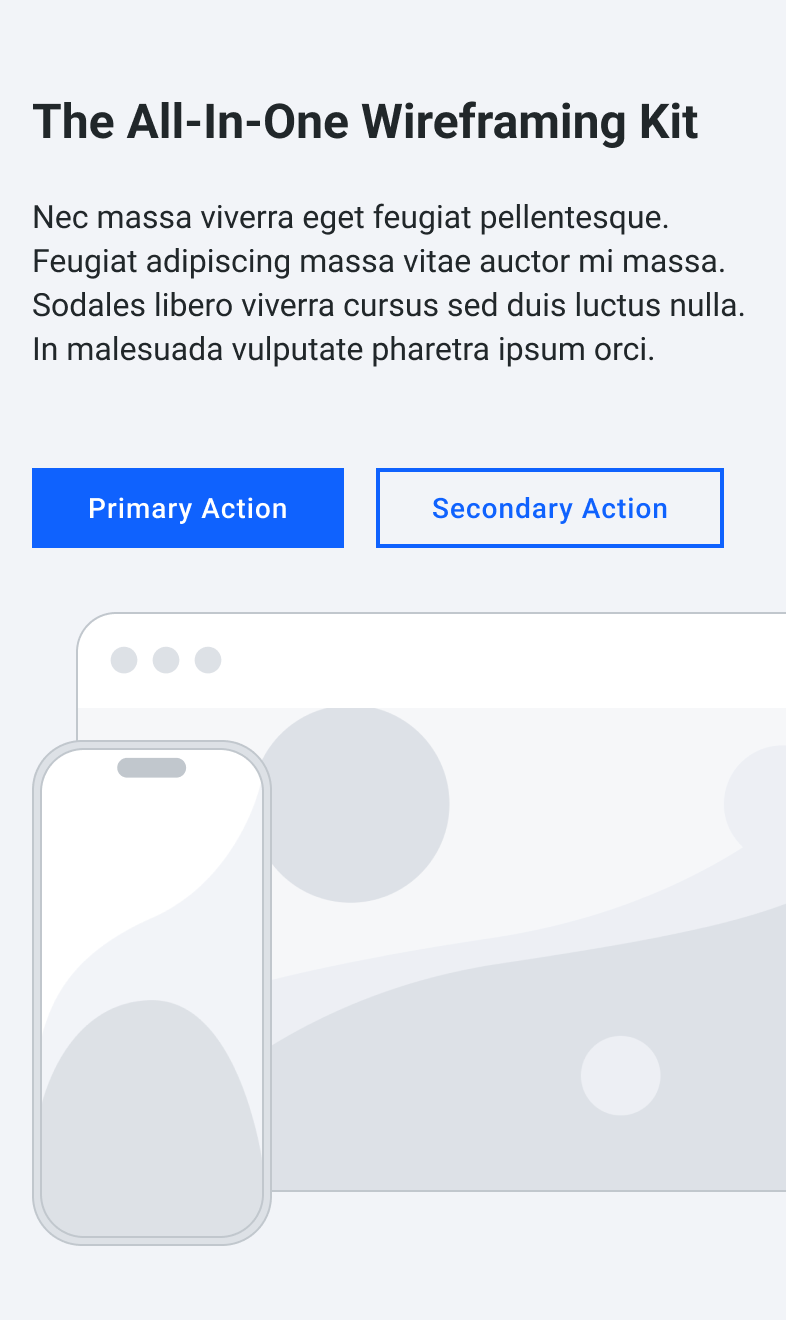 The All-In-One Wireframing Kit
Nec massa viverra eget feugiat pellentesque.
Feugiat adipiscing massa vitae auctor mi massa.
Sodales libero viverra cursus sed duis luctus nulla.
In malesuada vulputate pharetra ipsum orci.
Primary Action
Secondary Action